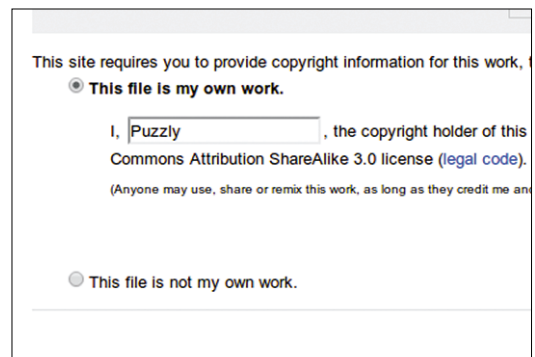 This site requires you to provide copyright information for this work,
This file is my own work.
I, Puzzly , the copyright holder of this
Commons Attribution ShareAlike 3.0 license (legal code).
(Anyone may use, share or remix this work, as long as they credit me and
This file is not my own work.